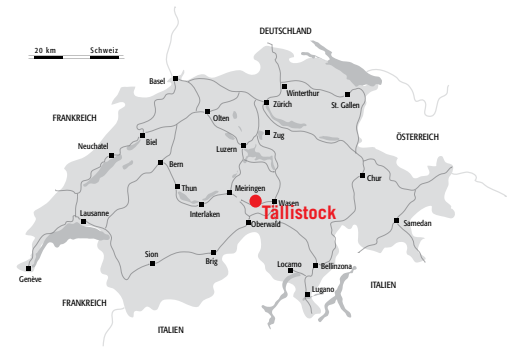 DEUTSCHLAND
20 km Schweiz
Basel
Winterthur
Zürich
St. Gallen
FRANKREICH
Olten
Zug
ÖSTERREICH
Neuchatel
Biel
Luzern
Bern
Chur
Thun
Meiringen
Wasen
Interlaken
Tällistock
Lausanne
Oberwald
Samedan
Sion
Brig
Locarno
Bellinzona
Genève
ITALIEN
Lugano
FRANKREICH
ITALIEN